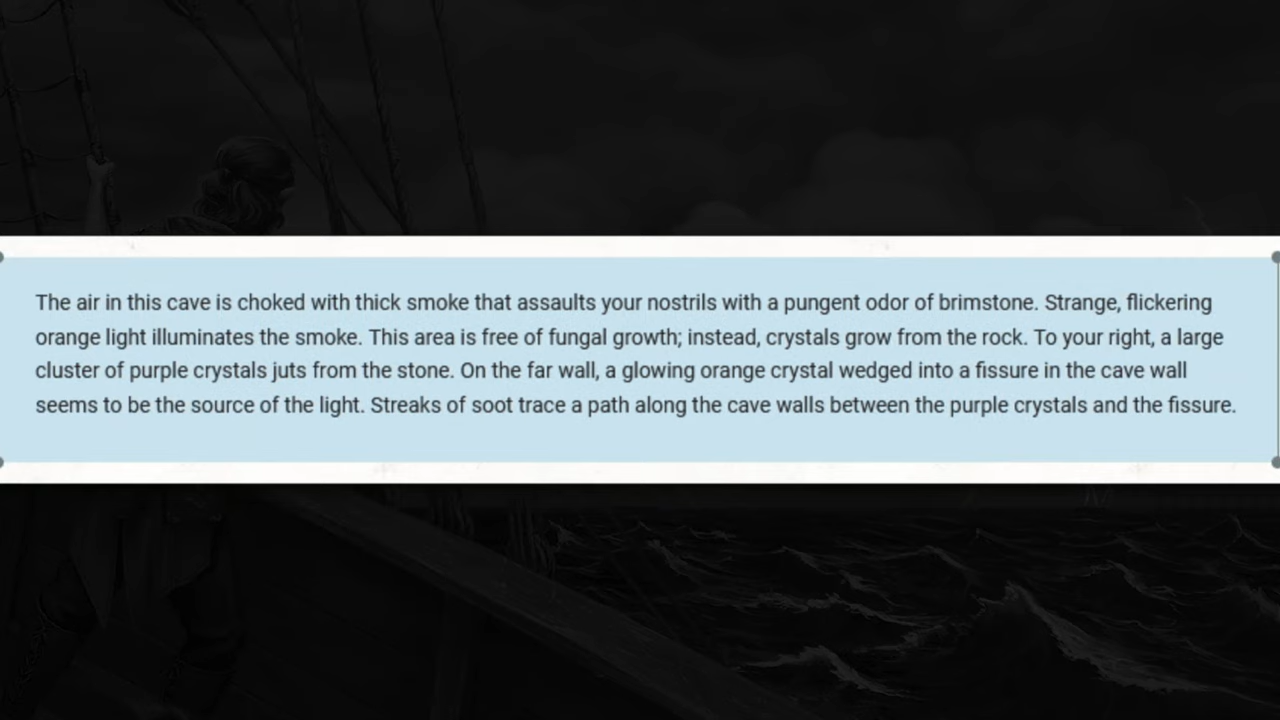 The air in this cave is choked with thick smoke that assaults your nostrils with a pungent odor of brimstone. Strange, flickering
orange light illuminates the smoke. This area is free of fungal growth; instead, crystals grow from the rock. To your right, a large
cluster of purple crystals juts from the stone. On the far wall, a glowing orange crystal wedged into a fissure in the cave wall
seems to be the source of the light. Streaks of soot trace a path along the cave walls between the purple crystals and the fissure.